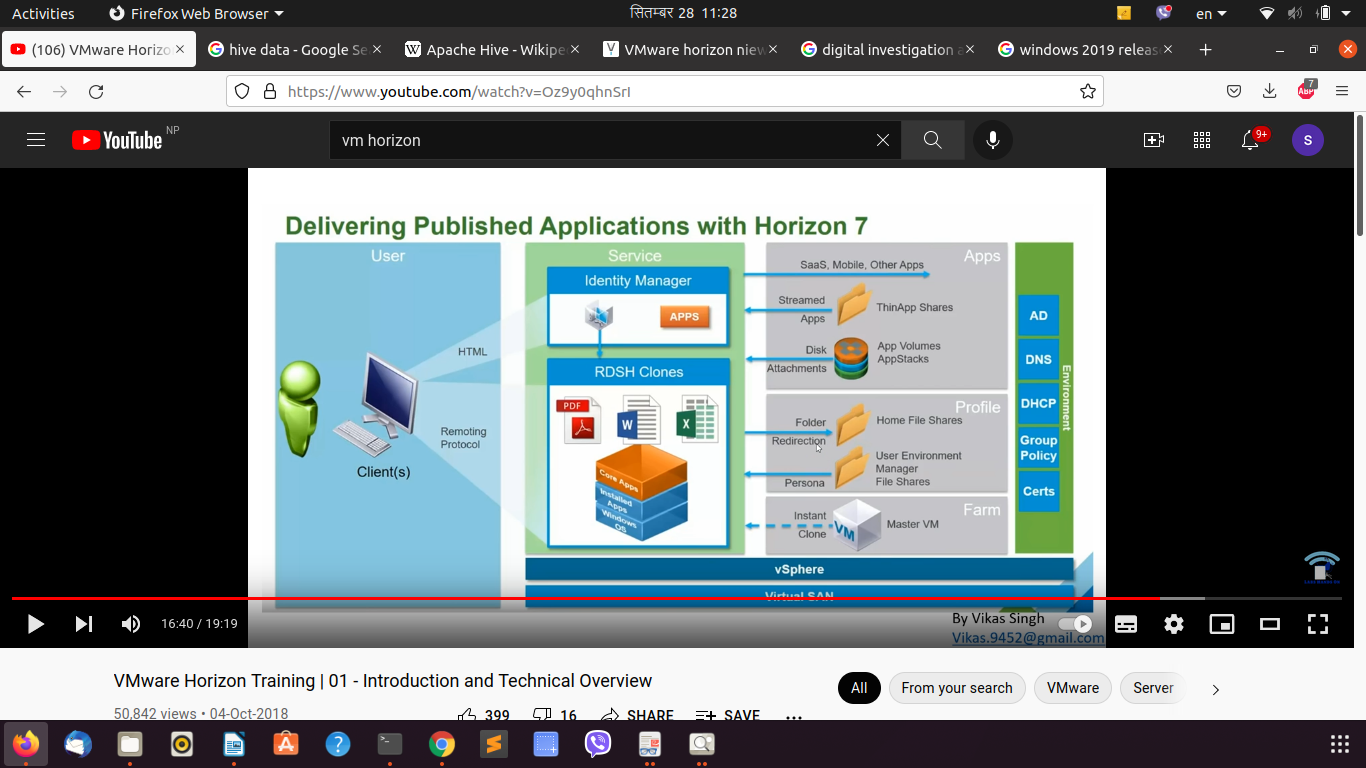 Activities
Firefox Web Browser
सितम्बर 28 11:28
en
(106) VMware Horizo
hive data - Google Se
Apache Hive - Wikipe
VMware horizon niew
digital investigation a
windows 2019 releas
https://www.youtube.com/watch?v=Oz9y0qhnSrI
ABP
7
YouTube NP
vm horizon
9+
S
Delivering Published Applications with Horizon 7
User
HTML
Remoting
Protocol
Client(s)
Service
Identity Manager
APPS
RDSH Clones
PDF
W
X
Core Apps
Installed
Apps
Windows
OS
Apps
SaaS, Mobile, Other Apps
Streamed
Apps
ThinApp Shares
Disk
Attachments
App Volumes
AppStacks
Profile
Folder
Redirection
Home File Shares
Persona
User Environment
Manager
File Shares
Farm
Instant
Clone
VM
Master VM
AD
DNS
DHCP
Group
Policy
Certs
Environment
vSphere
Virtual SAN
By Vikas Singh
Vikas.9452@gmail.com
16:40 / 19:19
VMware Horizon Training | 01 - Introduction and Technical Overview
50,842 views • 04-Oct-2018
399
16
SHARE
SAVE
All
From your search
VMware
Server